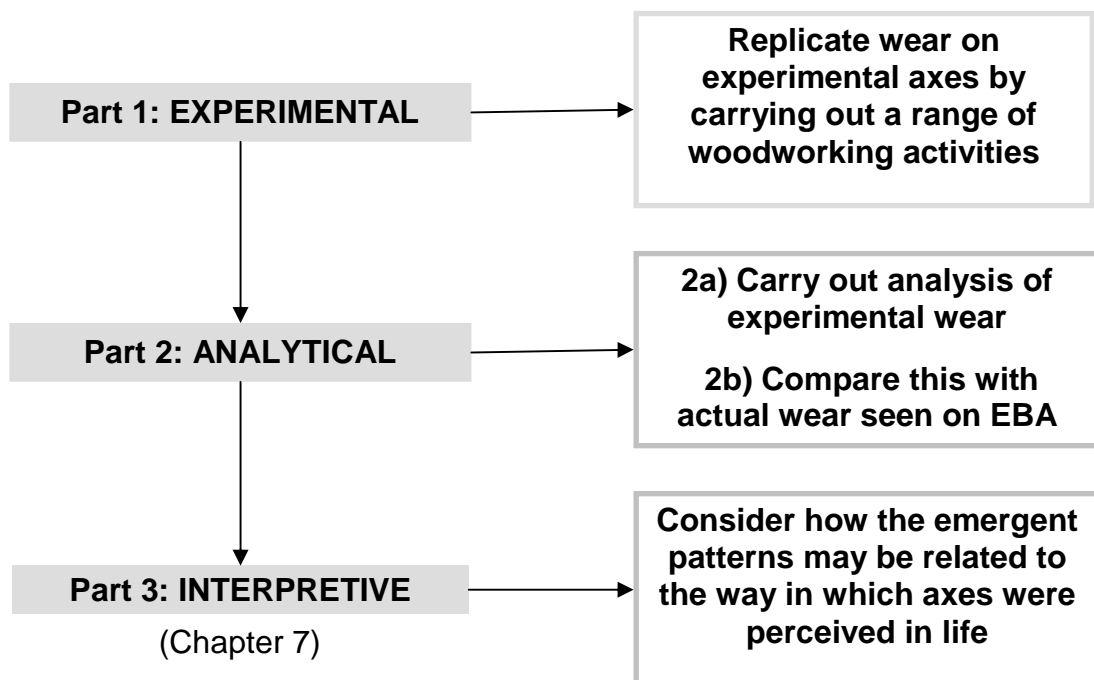 Part 1: EXPERIMENTAL
Replicate wear on
experimental axes by
carrying out a range of
woodworking activities
Part 2: ANALYTICAL
2a) Carry out analysis of
experimental wear
2b) Compare this with
actual wear seen on EBA
Part 3: INTERPRETIVE
(Chapter 7)
Consider how the emergent
patterns may be related to
the way in which axes were
perceived in life